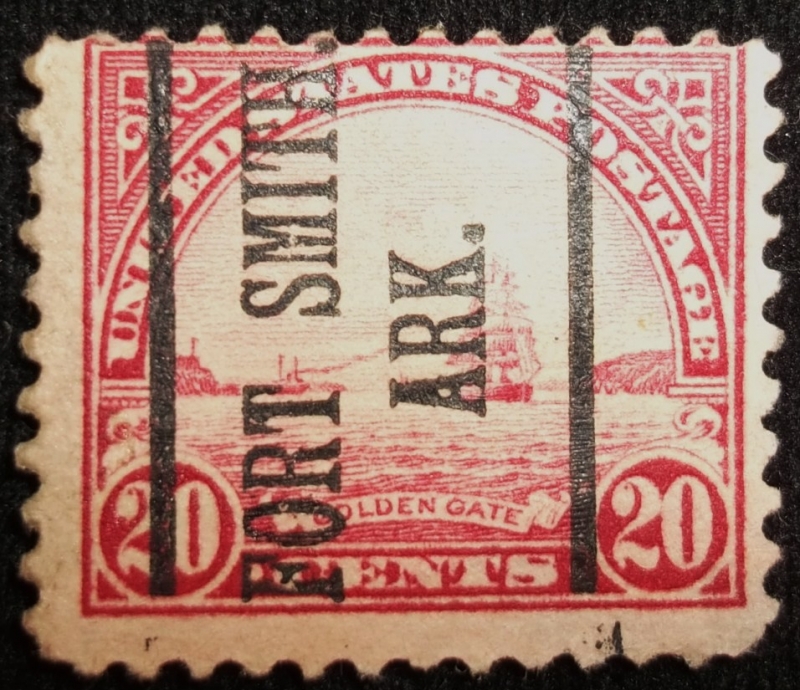 UNITED STATES POSTAGE
FORT SMITH,
ARK.
GOLDEN GATE
20
CENTS
20